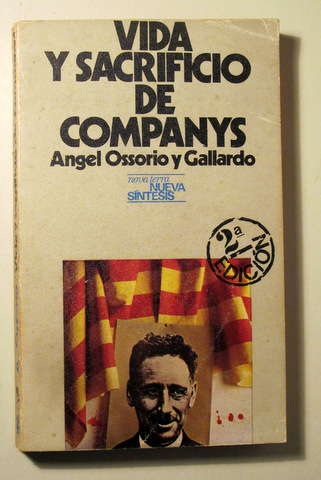 VIDA
Y SACRIFICIO
DE
COMPANYS
Angel Ossorio y Gallardo
nova terra
NUEVA
SÍNTESIS
2ª
EDICIÓN